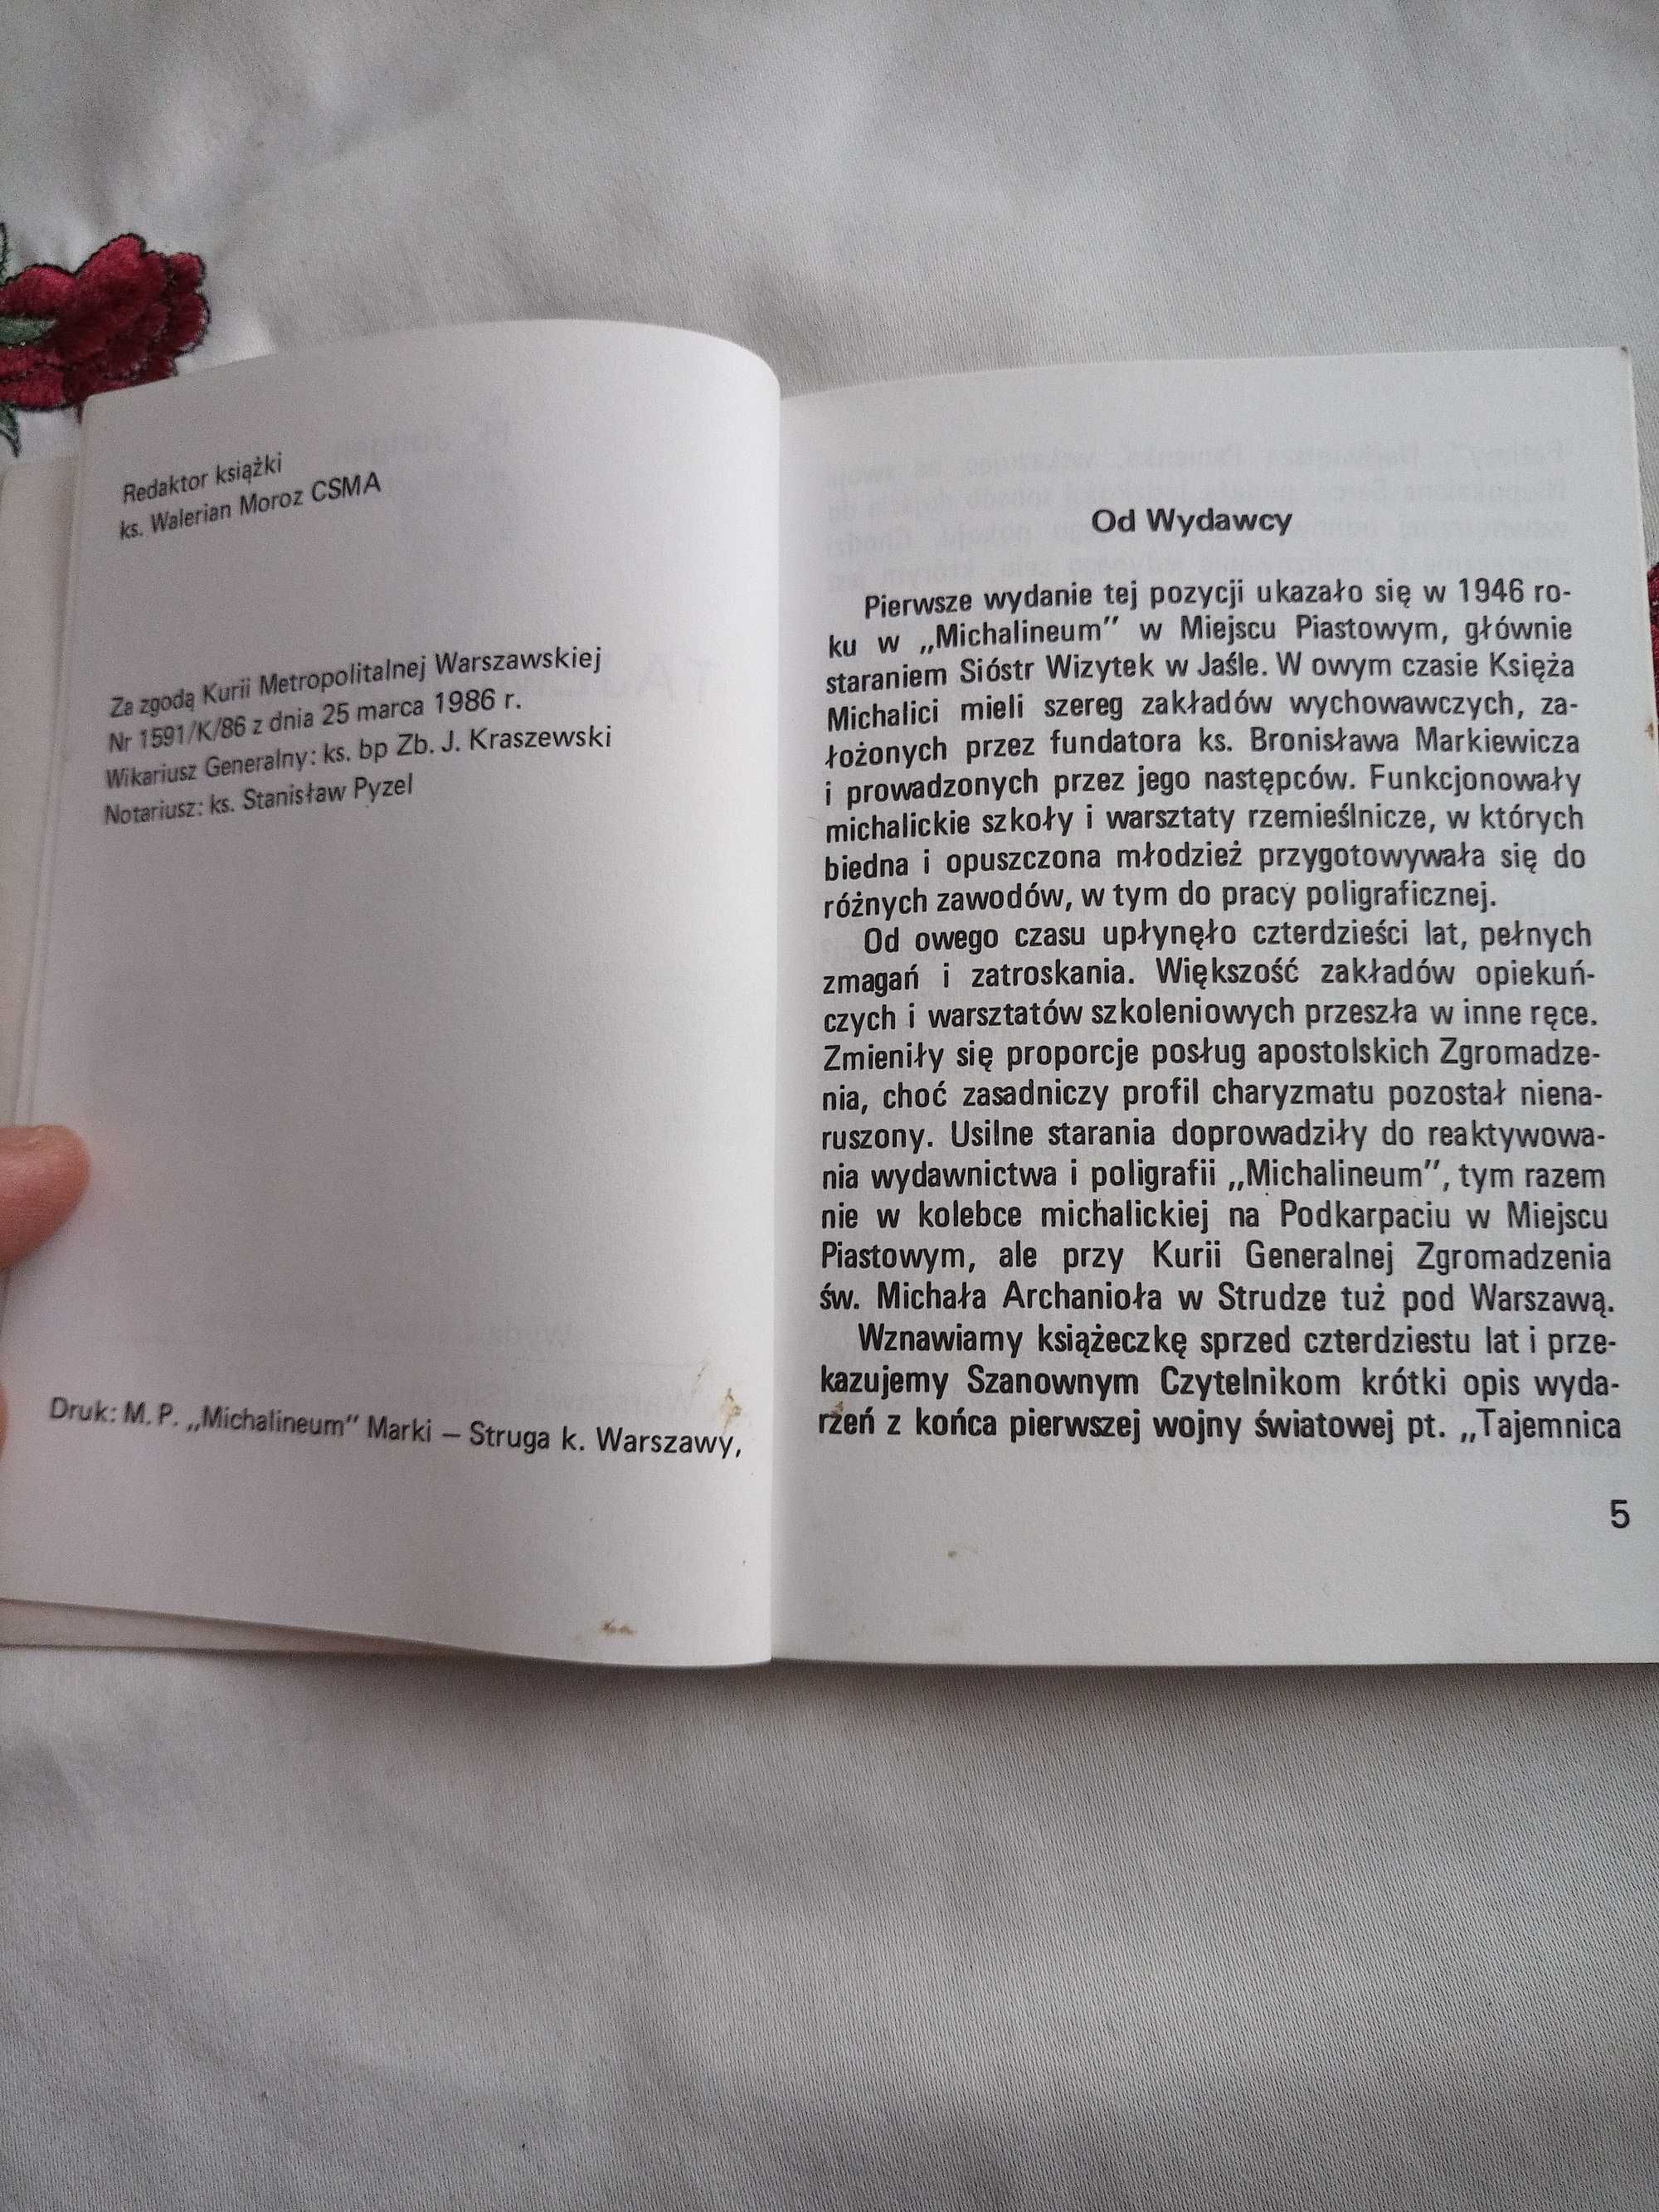 Redaktor książki
ks. Walerian Moroz CSMA
Za zgodą Kurii Metropolitalnej Warszawskiej
Nr 1591/K/86 z dnia 25 marca 1986 r.
Wikariusz Generalny: ks. bp Zb. J. Kraszewski
Notariusz: ks. Stanisław Pyzel
Druk: M. P. „Michalineum" Marki – Struga k. Warszawy,
Od Wydawcy
Pierwsze wydanie tej pozycji ukazało się w 1946 ro-
ku w „Michalineum" w Miejscu Piastowym, głównie
staraniem Sióstr Wizytek w Jaśle. W owym czasie Księża
Michalici mieli szereg zakładów wychowawczych, za-
łożonych przez fundatora ks. Bronisława Markiewicza
i prowadzonych przez jego następców. Funkcjonowały
michalickie szkoły i warsztaty rzemieślnicze, w których
biedna i opuszczona młodzież przygotowywała się do
różnych zawodów, w tym do pracy poligraficznej.
Od owego czasu upłynęło czterdzieści lat, pełnych
zmagań i zatroskania. Większość zakładów opiekuń-
czych i warsztatów szkoleniowych przeszła w inne ręce.
Zmieniły się proporcje posług apostolskich Zgromadze-
nia, choć zasadniczy profil charyzmatu pozostał niena-
ruszony. Usilne starania doprowadziły do reaktywowa-
nia wydawnictwa i poligrafii „Michalineum", tym razem
nie w kolebce michalickiej na Podkarpaciu w Miejscu
Piastowym, ale przy Kurii Generalnej Zgromadzenia
św. Michała Archanioła w Strudze tuż pod Warszawą.
Wznawiamy książeczkę sprzed czterdziestu lat i prze-
kazujemy Szanownym Czytelnikom krótki opis wyda-
rzeń z końca pierwszej wojny światowej pt. „Tajemnica
5